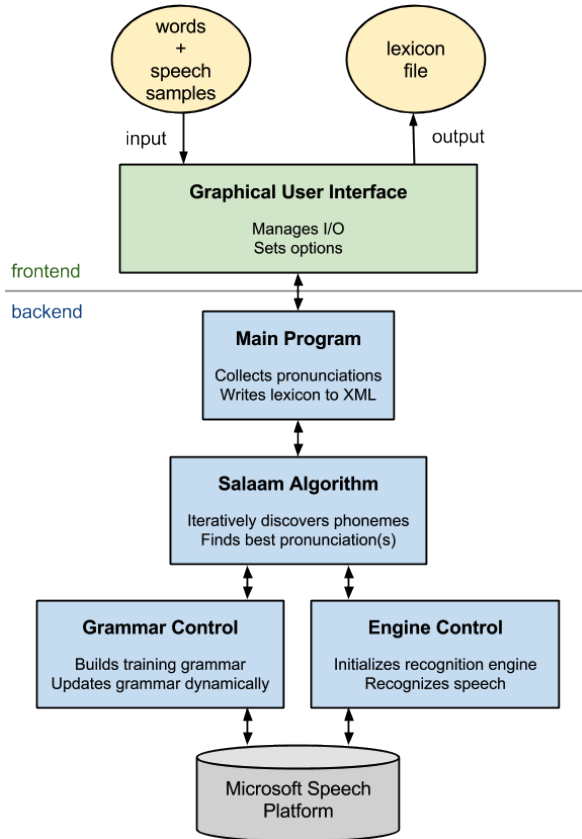 words
+
speech
samples
lexicon
file
input
output
Graphical User Interface
Manages I/O
Sets options
frontend
backend
Main Program
Collects pronunciations
Writes lexicon to XML
Salaam Algorithm
Iteratively discovers phonemes
Finds best pronunciation(s)
Grammar Control
Builds training grammar
Updates grammar dynamically
Engine Control
Initializes recognition engine
Recognizes speech
Microsoft Speech
Platform